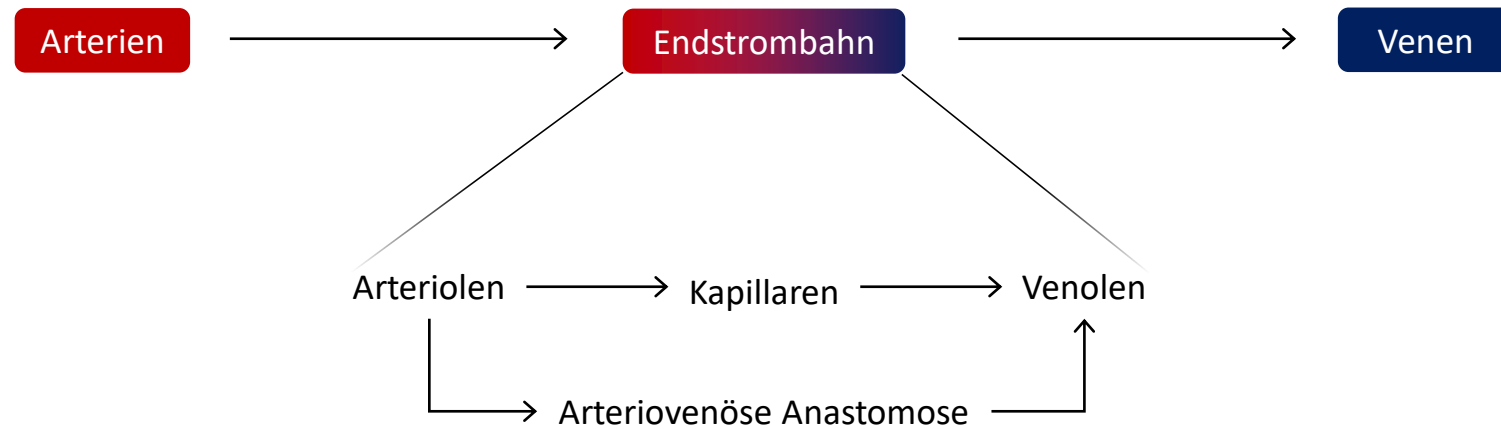 Arterien
Endstrombahn
Venen
Arteriolen
Kapillaren
Venolen
Arteriovenöse Anastomose